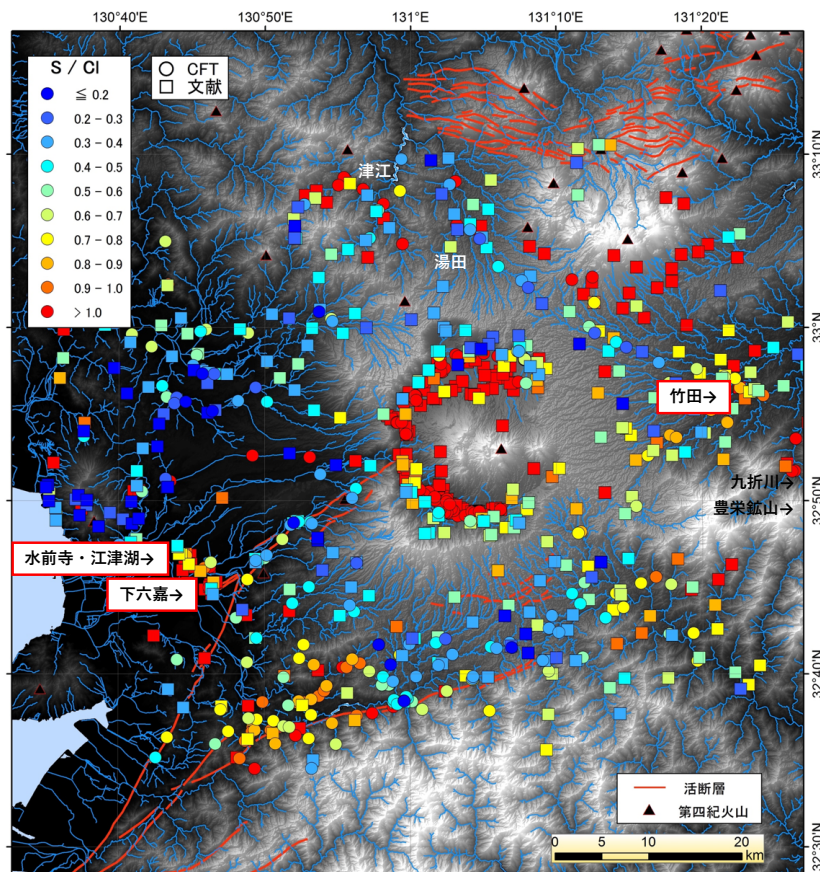 130°40'E 130°50'E 131°E 131°10'E 131°20'E
S / Cl
≦ 0.2
0.2 - 0.3
0.3 - 0.4
0.4 - 0.5
0.5 - 0.6
0.6 - 0.7
0.7 - 0.8
0.8 - 0.9
0.9 - 1.0
> 1.0
CFT
文献
津江
湯田
33°10'N
33°N
竹田→
九折川→
32°50'N
豊栄鉱山→
水前寺・江津湖→
下六嘉→
32°40'N
活断層
第四紀火山
0 5 10 20
km
32°30'N